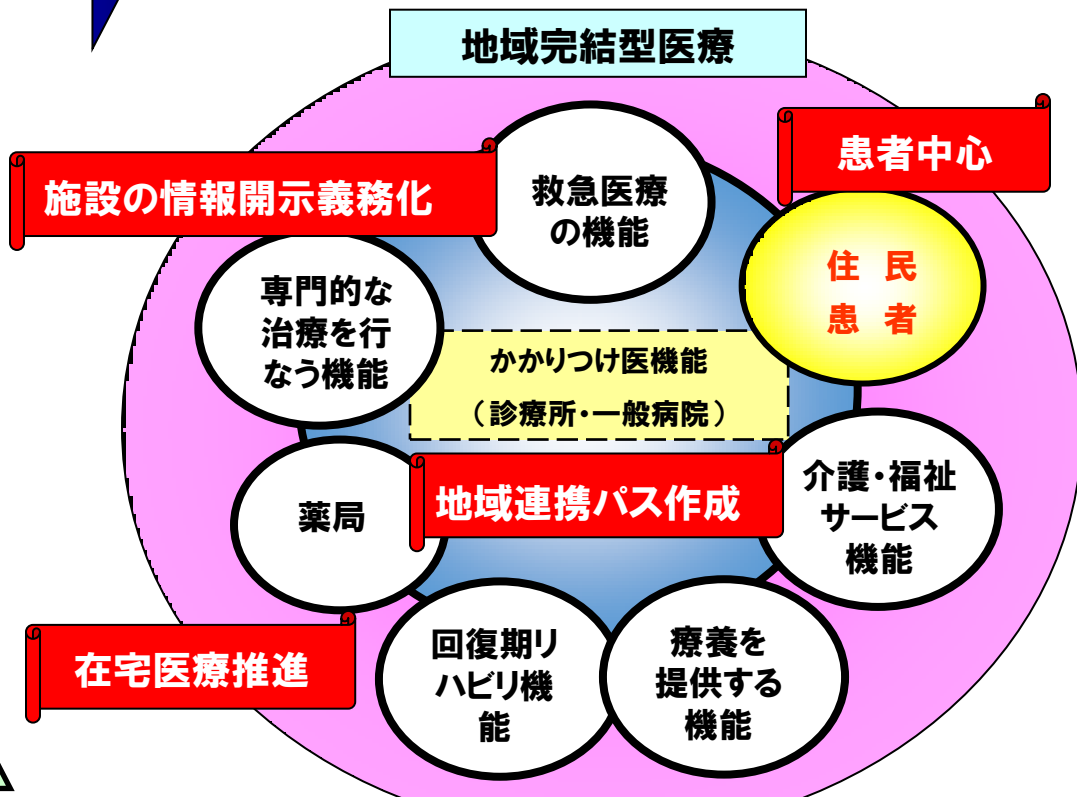 地域完結型医療
患者中心
施設の情報開示義務化
救急医療
の機能
住 民
患 者
専門的な
治療を行
なう機能
かかりつけ医機能
（診療所・一般病院）
介護・福祉
サービス
機能
薬局
地域連携パス作成
在宅医療推進
回復期リ
ハビリ機
能
療養を
提供する
機能